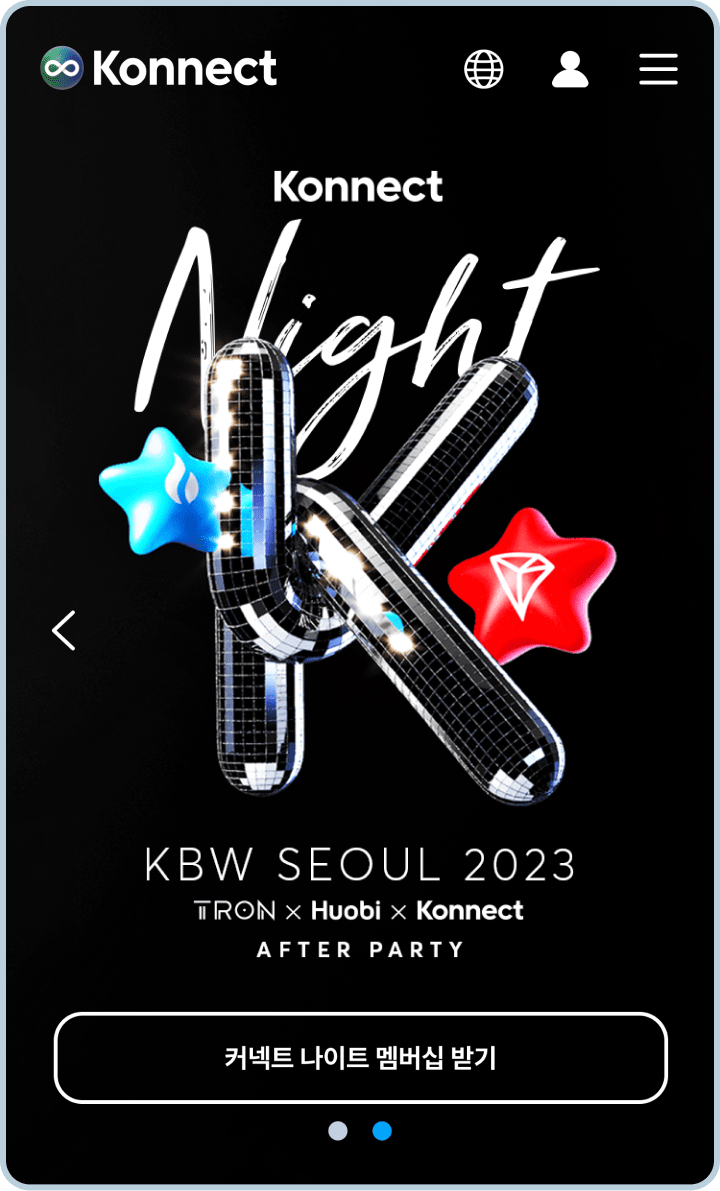 Konnect
Konnect
Night
KBW SEOUL 2023
TRON × Huobi × Konnect
AFTER PARTY
커넥트 나이트 멤버십 받기